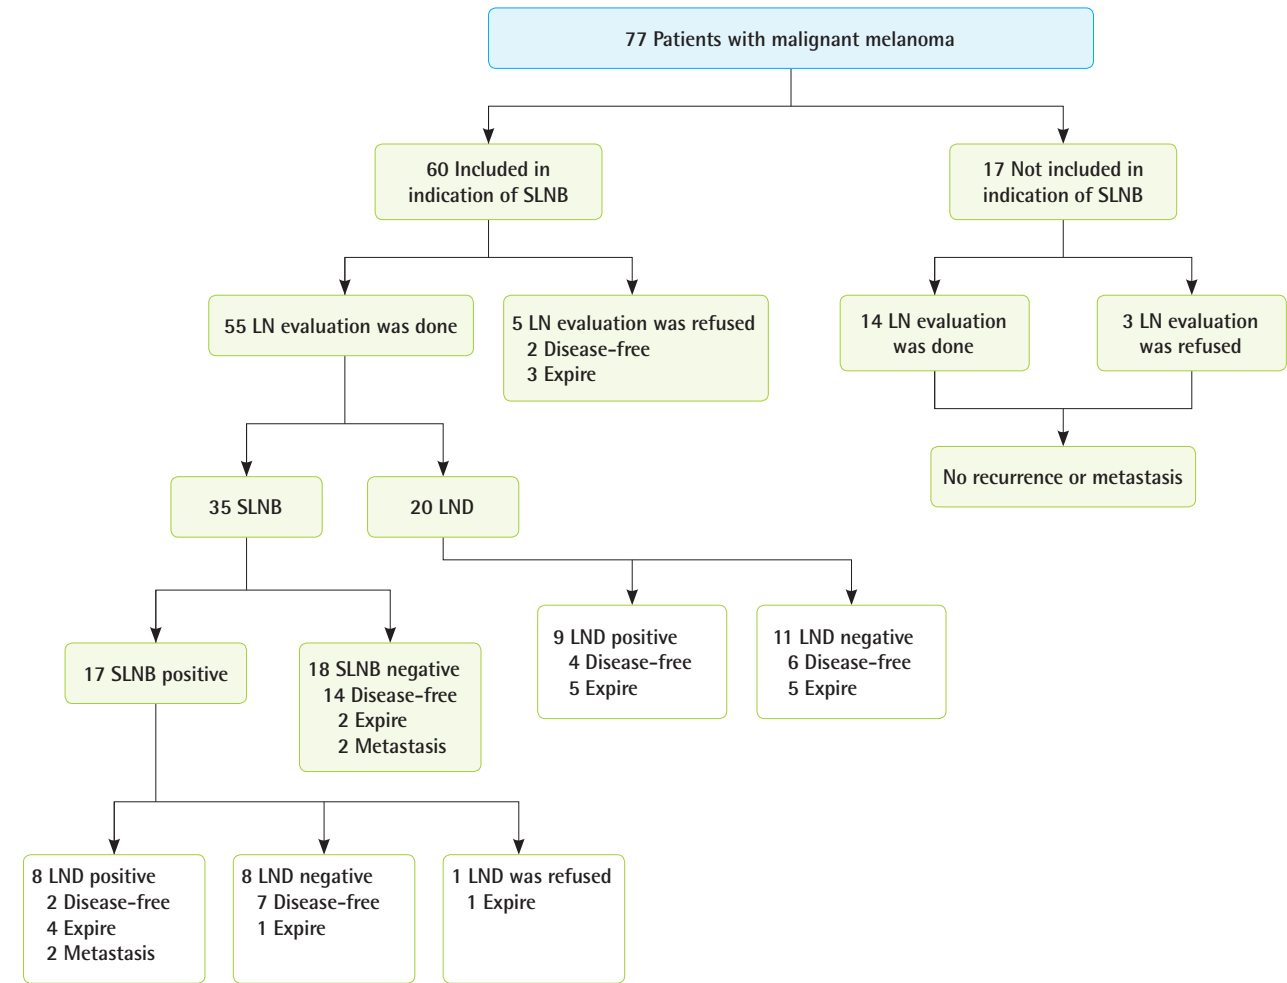 77 Patients with malignant melanoma
60 Included in
indication of SLNB
17 Not included in
indication of SLNB
55 LN evaluation was done
5 LN evaluation was refused
2 Disease-free
3 Expire
14 LN evaluation
was done
3 LN evaluation
was refused
No recurrence or metastasis
35 SLNB
20 LND
9 LND positive
4 Disease-free
5 Expire
11 LND negative
6 Disease-free
5 Expire
17 SLNB positive
18 SLNB negative
14 Disease-free
2 Expire
2 Metastasis
8 LND positive
2 Disease-free
4 Expire
2 Metastasis
8 LND negative
7 Disease-free
1 Expire
1 LND was refused
1 Expire